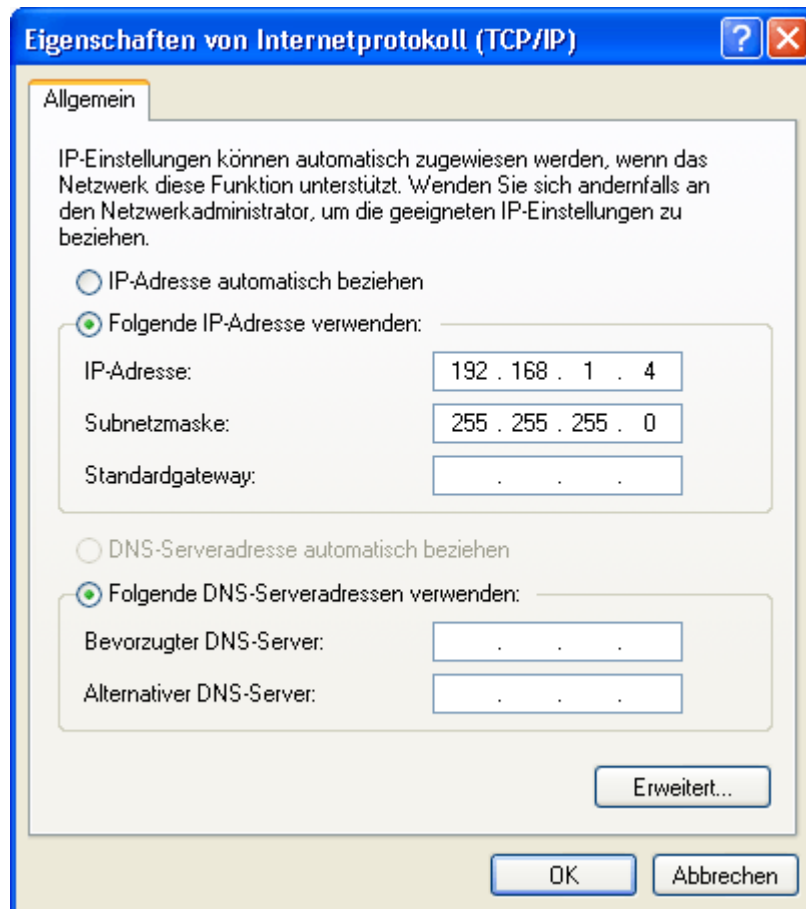 Eigenschaften von Internetprotokoll (TCP/IP)
?
Allgemein
IP-Einstellungen können automatisch zugewiesen werden, wenn das
Netzwerk diese Funktion unterstützt. Wenden Sie sich andernfalls an
den Netzwerkadministrator, um die geeigneten IP-Einstellungen zu
beziehen.
IP-Adresse automatisch beziehen
Folgende IP-Adresse verwenden:
IP-Adresse: 192 . 168 . 1 . 4
Subnetzmaske: 255 . 255 . 255 . 0
Standardgateway: . . .
DNS-Serveradresse automatisch beziehen
Folgende DNS-Serveradressen verwenden:
Bevorzugter DNS-Server: . . .
Alternativer DNS-Server: . . .
Erweitert...
OK Abbrechen